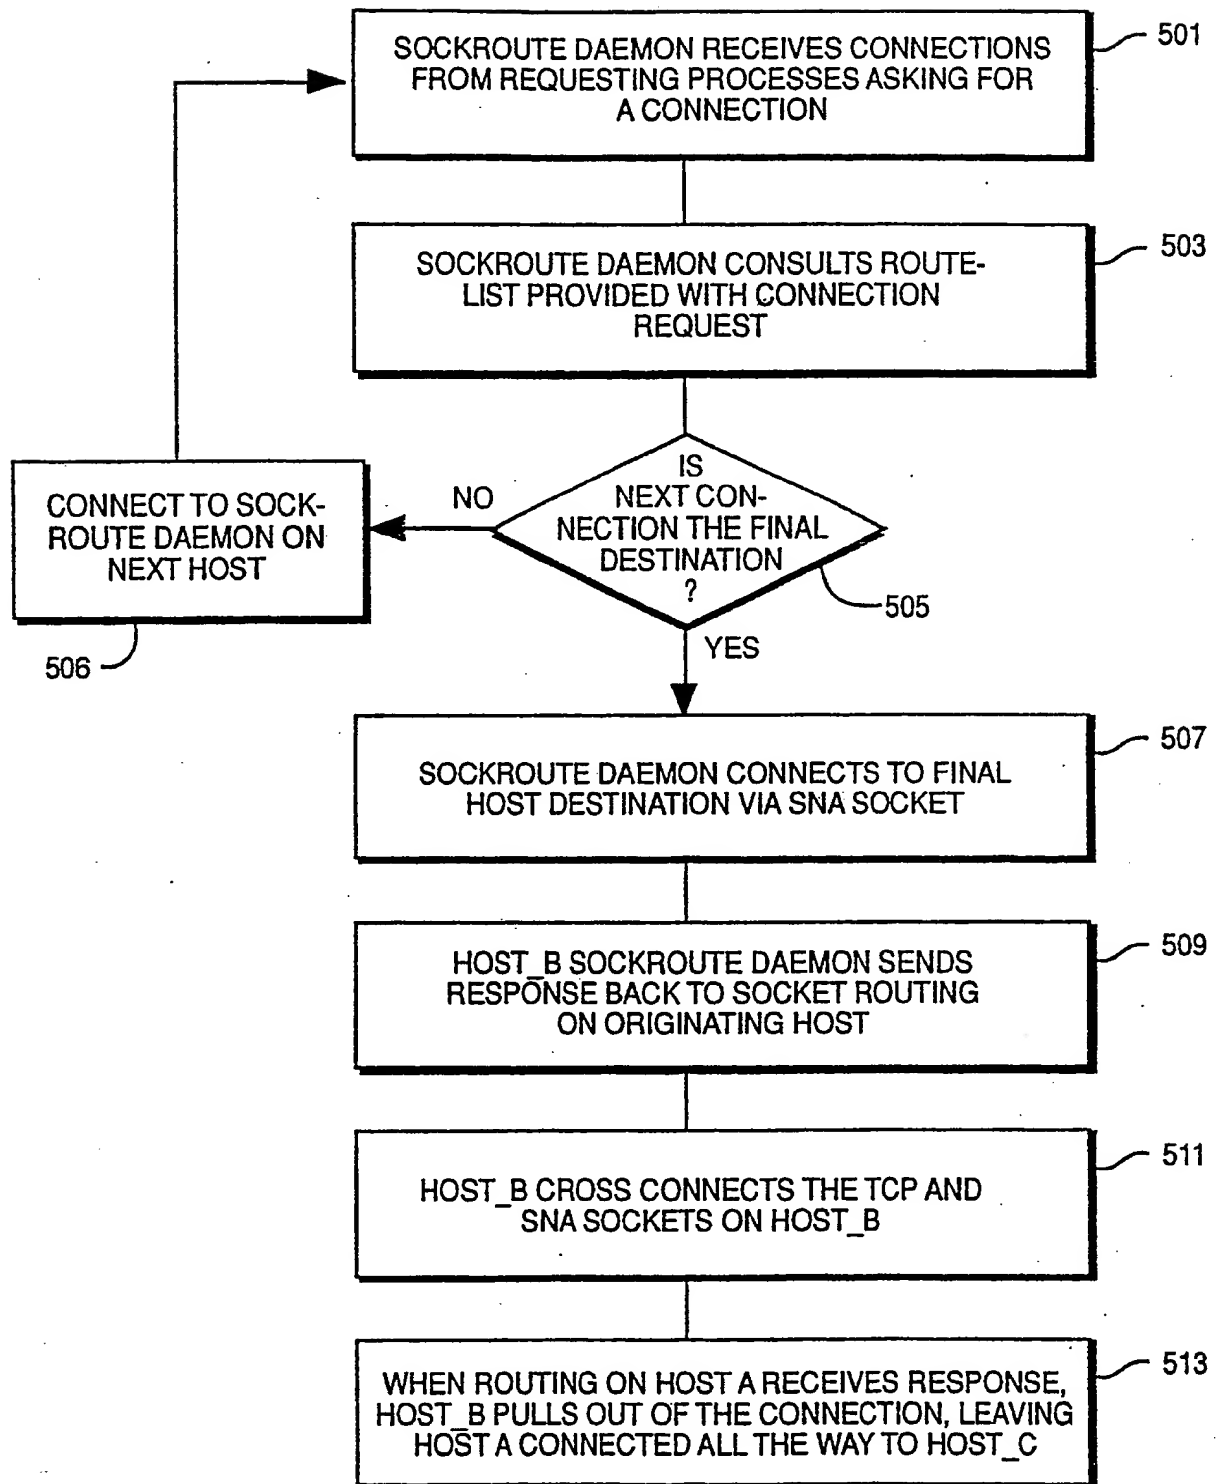 SOCKROUTE DAEMON RECEIVES CONNECTIONS
FROM REQUESTING PROCESSES ASKING FOR
A CONNECTION
501
SOCKROUTE DAEMON CONSULTS ROUTE-
LIST PROVIDED WITH CONNECTION
REQUEST
503
IS
NEXT CON-
NECTION THE FINAL
DESTINATION
?
505
NO
CONNECT TO SOCK-
ROUTE DAEMON ON
NEXT HOST
506
YES
SOCKROUTE DAEMON CONNECTS TO FINAL
HOST DESTINATION VIA SNA SOCKET
507
HOST_B SOCKROUTE DAEMON SENDS
RESPONSE BACK TO SOCKET ROUTING
ON ORIGINATING HOST
509
HOST_B CROSS CONNECTS THE TCP AND
SNA SOCKETS ON HOST_B
511
WHEN ROUTING ON HOST A RECEIVES RESPONSE,
HOST_B PULLS OUT OF THE CONNECTION, LEAVING
HOST A CONNECTED ALL THE WAY TO HOST_C
513